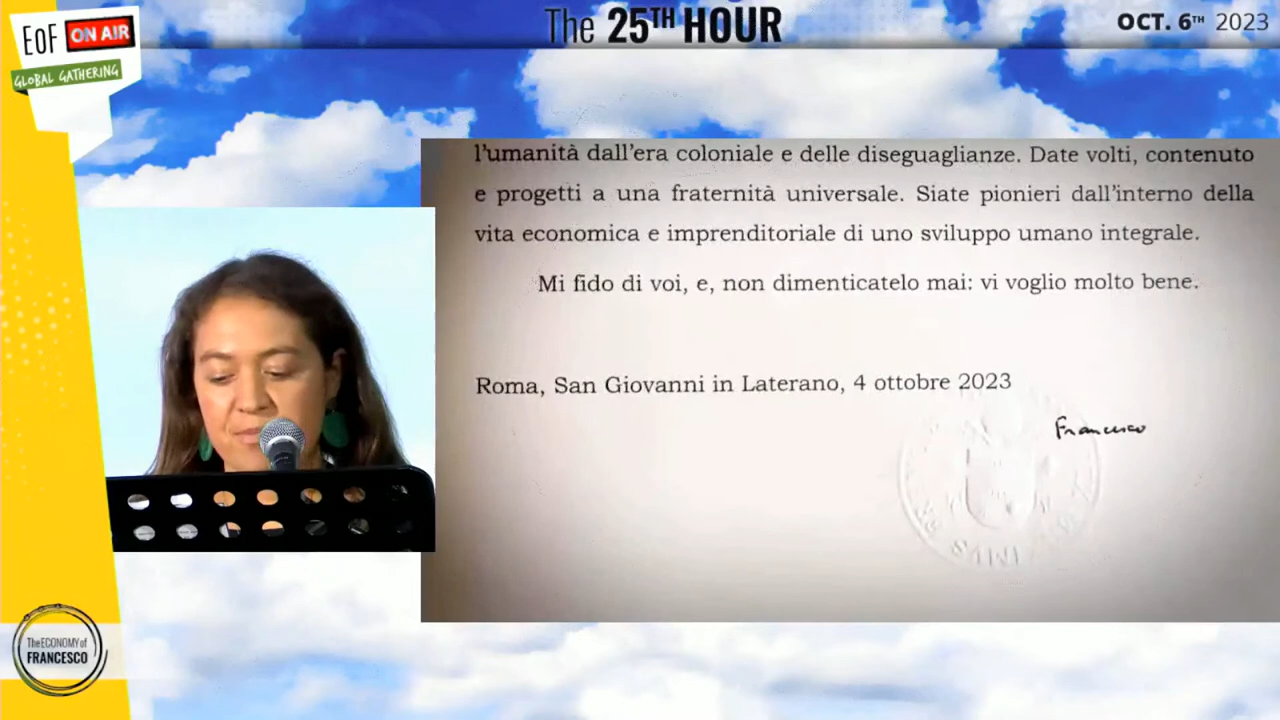 EoF ON AIR
GLOBAL GATHERING
The 25TH HOUR
OCT. 6TH 2023
l'umanità dall'era coloniale e delle diseguaglianze. Date volti, contenuto
e progetti a una fraternità universale. Siate pionieri dall'interno della
vita economica e imprenditoriale di uno sviluppo umano integrale.
Mi fido di voi, e, non dimenticatelo mai: vi voglio molto bene.
Roma, San Giovanni in Laterano, 4 ottobre 2023
Francesco
The ECONOMY of
FRANCESCO